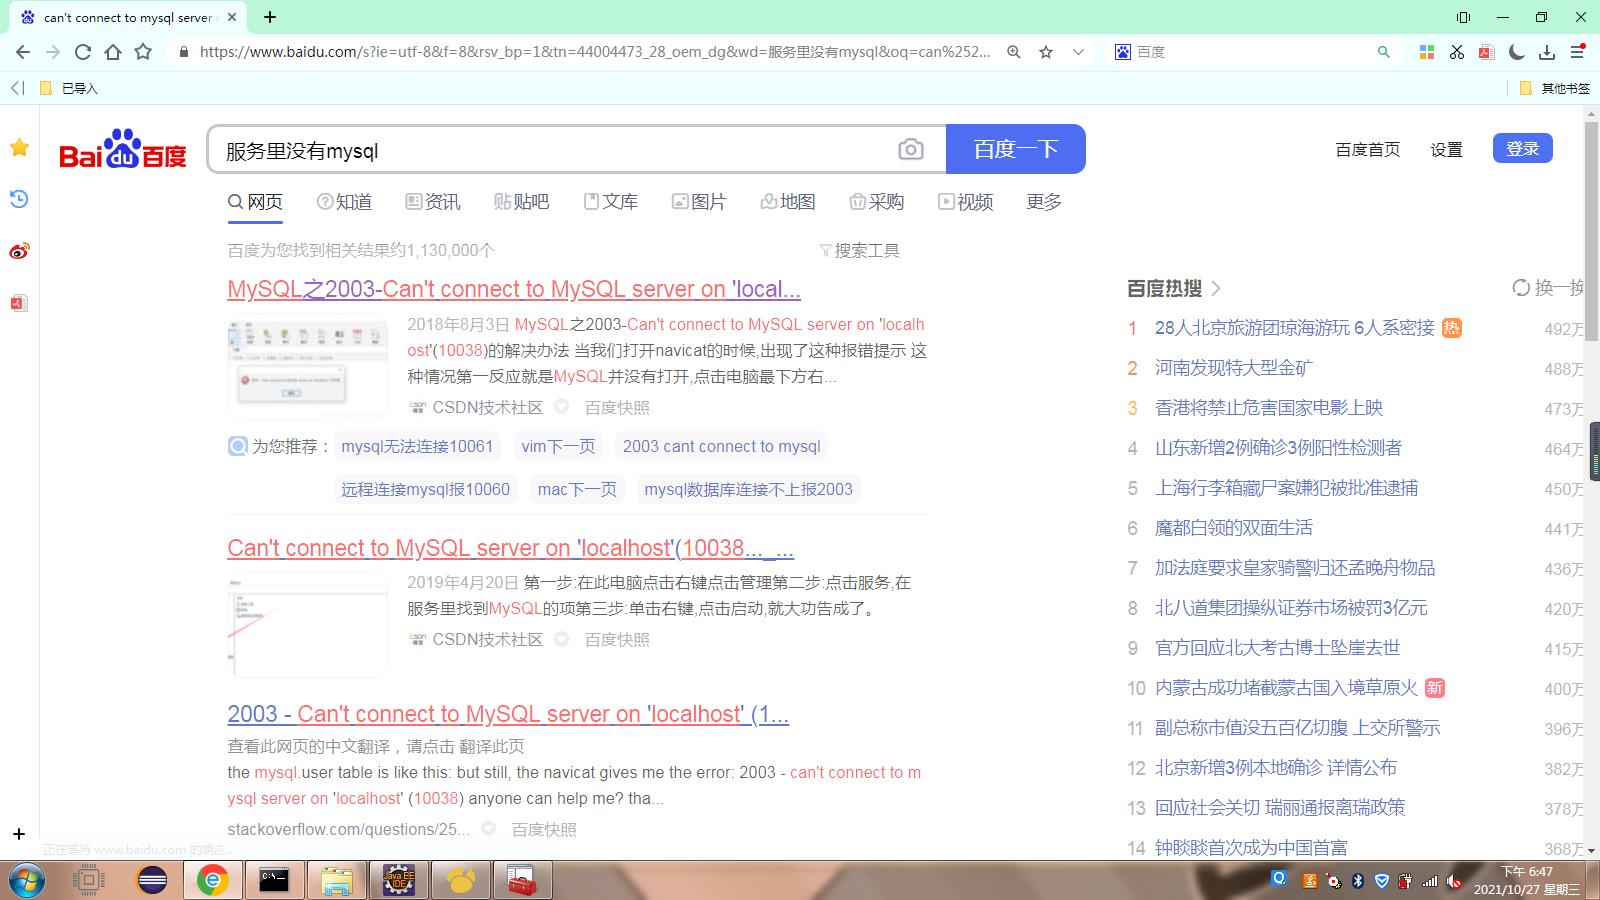 can't connect to mysql server
https://www.baidu.com/s?ie=utf-8&f=8&rsv_bp=1&tn=44004473_28_oem_dg&wd=服务里没有mysql&oq=can%252...
百度
已导入
其他书签
Bai du 百度
服务里没有mysql
百度一下
百度首页
设置
登录
网页
知道
资讯
贴吧
文库
图片
地图
采购
视频
更多
百度为您找到相关结果约1,130,000个
搜索工具
MySQL之2003-Can't connect to MySQL server on 'local...
2018年8月3日 MySQL之2003-Can't connect to MySQL server on 'localh
ost'(10038)的解决办法 当我们打开navicat的时候,出现了这种报错提示 这
种情况第一反应就是MySQL并没有打开,点击电脑最下方右...
CSDN技术社区
百度快照
为您推荐：
mysql无法连接10061
vim下一页
2003 cant connect to mysql
远程连接mysql报10060
mac下一页
mysql数据库连接不上报2003
Can't connect to MySQL server on 'localhost'(10038..._...
2019年4月20日 第一步:在此电脑点击右键点击管理第二步:点击服务,在
服务里找到MySQL的项第三步:单击右键,点击启动,就大功告成了。
CSDN技术社区
百度快照
2003 - Can't connect to MySQL server on 'localhost' (1...
查看此网页的中文翻译，请点击 翻译此页
the mysql.user table is like this: but still, the navicat gives me the error: 2003 - can't connect to m
ysql server on 'localhost' (10038) anyone can help me? tha...
stackoverflow.com/questions/25...
百度快照
百度热搜
换一换
1 28人北京旅游团琼海游玩 6人系密接 热 492万
2 河南发现特大型金矿 488万
3 香港将禁止危害国家电影上映 473万
4 山东新增2例确诊3例阳性检测者 464万
5 上海行李箱藏尸案嫌犯被批准逮捕 450万
6 魔都白领的双面生活 441万
7 加法庭要求皇家骑警归还孟晚舟物品 436万
8 北八道集团操纵证券市场被罚3亿元 420万
9 官方回应北大考古博士坠崖去世 415万
10 内蒙古成功堵截蒙古国入境草原火 新 400万
11 副总称市值没五百亿切腹 上交所警示 396万
12 北京新增3例本地确诊 详情公布 382万
13 回应社会关切 瑞丽通报离瑞政策 378万
14 钟睒睒首次成为中国首富 368万
正在等待 www.baidu.com 的响应...
Java EE
IDE
下午 6:47
2021/10/27 星期三